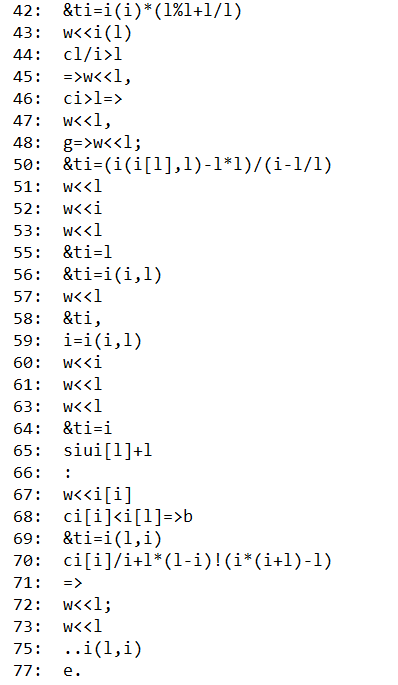 42: &ti=i(i)*(l%l+l/l)
43: w<<i(l)
44: cl/i>l
45: =>w<<l,
46: ci>l=>
47: w<<l,
48: g=>w<<l;
50: &ti=(i(i[l],l)-l*l)/(i-l/l)
51: w<<l
52: w<<i
53: w<<l
55: &ti=l
56: &ti=i(i,l)
57: w<<l
58: &ti,
59: i=i(i,l)
60: w<<i
61: w<<l
63: w<<l
64: &ti=i
65: siui[l]+l
66: :
67: w<<i[i]
68: ci[i]<i[l]=>b
69: &ti=i(l,i)
70: ci[i]/i+l*(l-i)!(i*(i+l)-l)
71: =>
72: w<<l;
73: w<<l
75: ..i(l,i)
77: e.